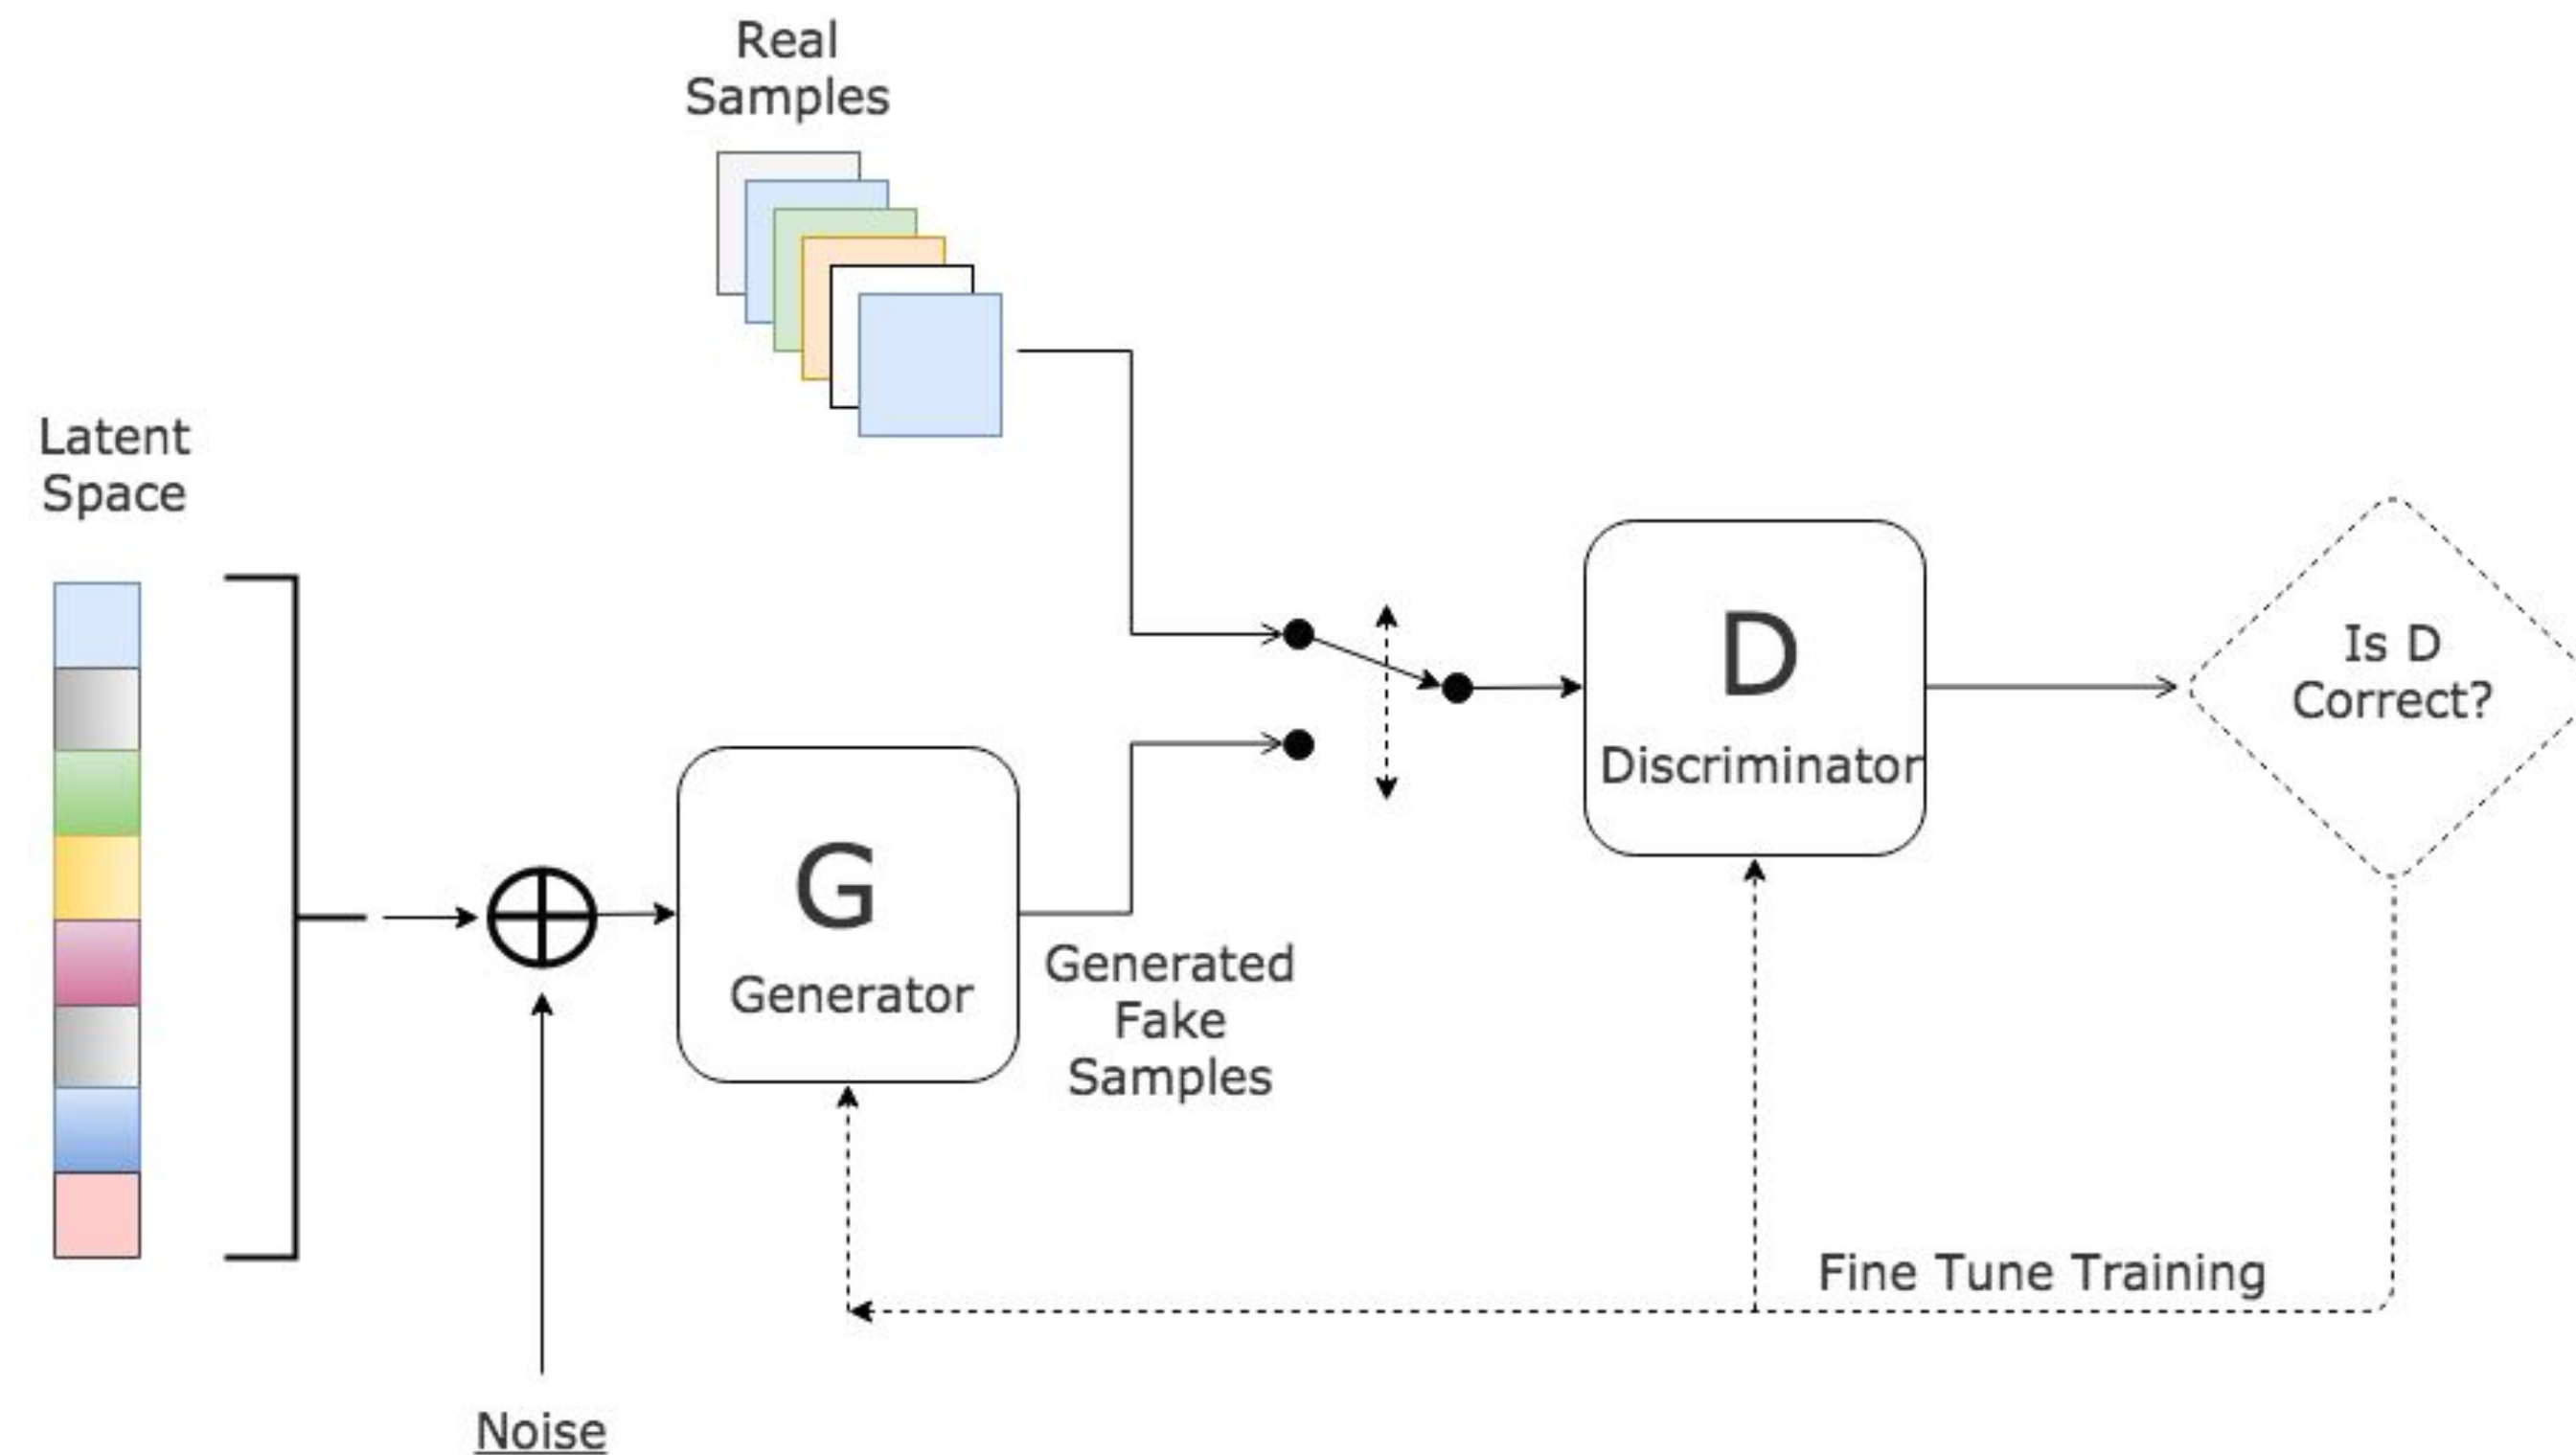 Real
Samples
Latent
Space
D
Discriminator
Is D
Correct?
G
Generator
Generated
Fake
Samples
Fine Tune Training
Noise